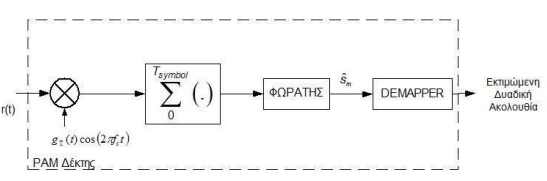 r(t)
g_T(t)cos(2πf_c t)
T_symbol
∑ (.)
0
ΦΩΡΑΤΗΣ
ŝ_m
DEMAPPER
Εκτιμώμενη
Δυαδική
Ακολουθία
PAM Δέκτης